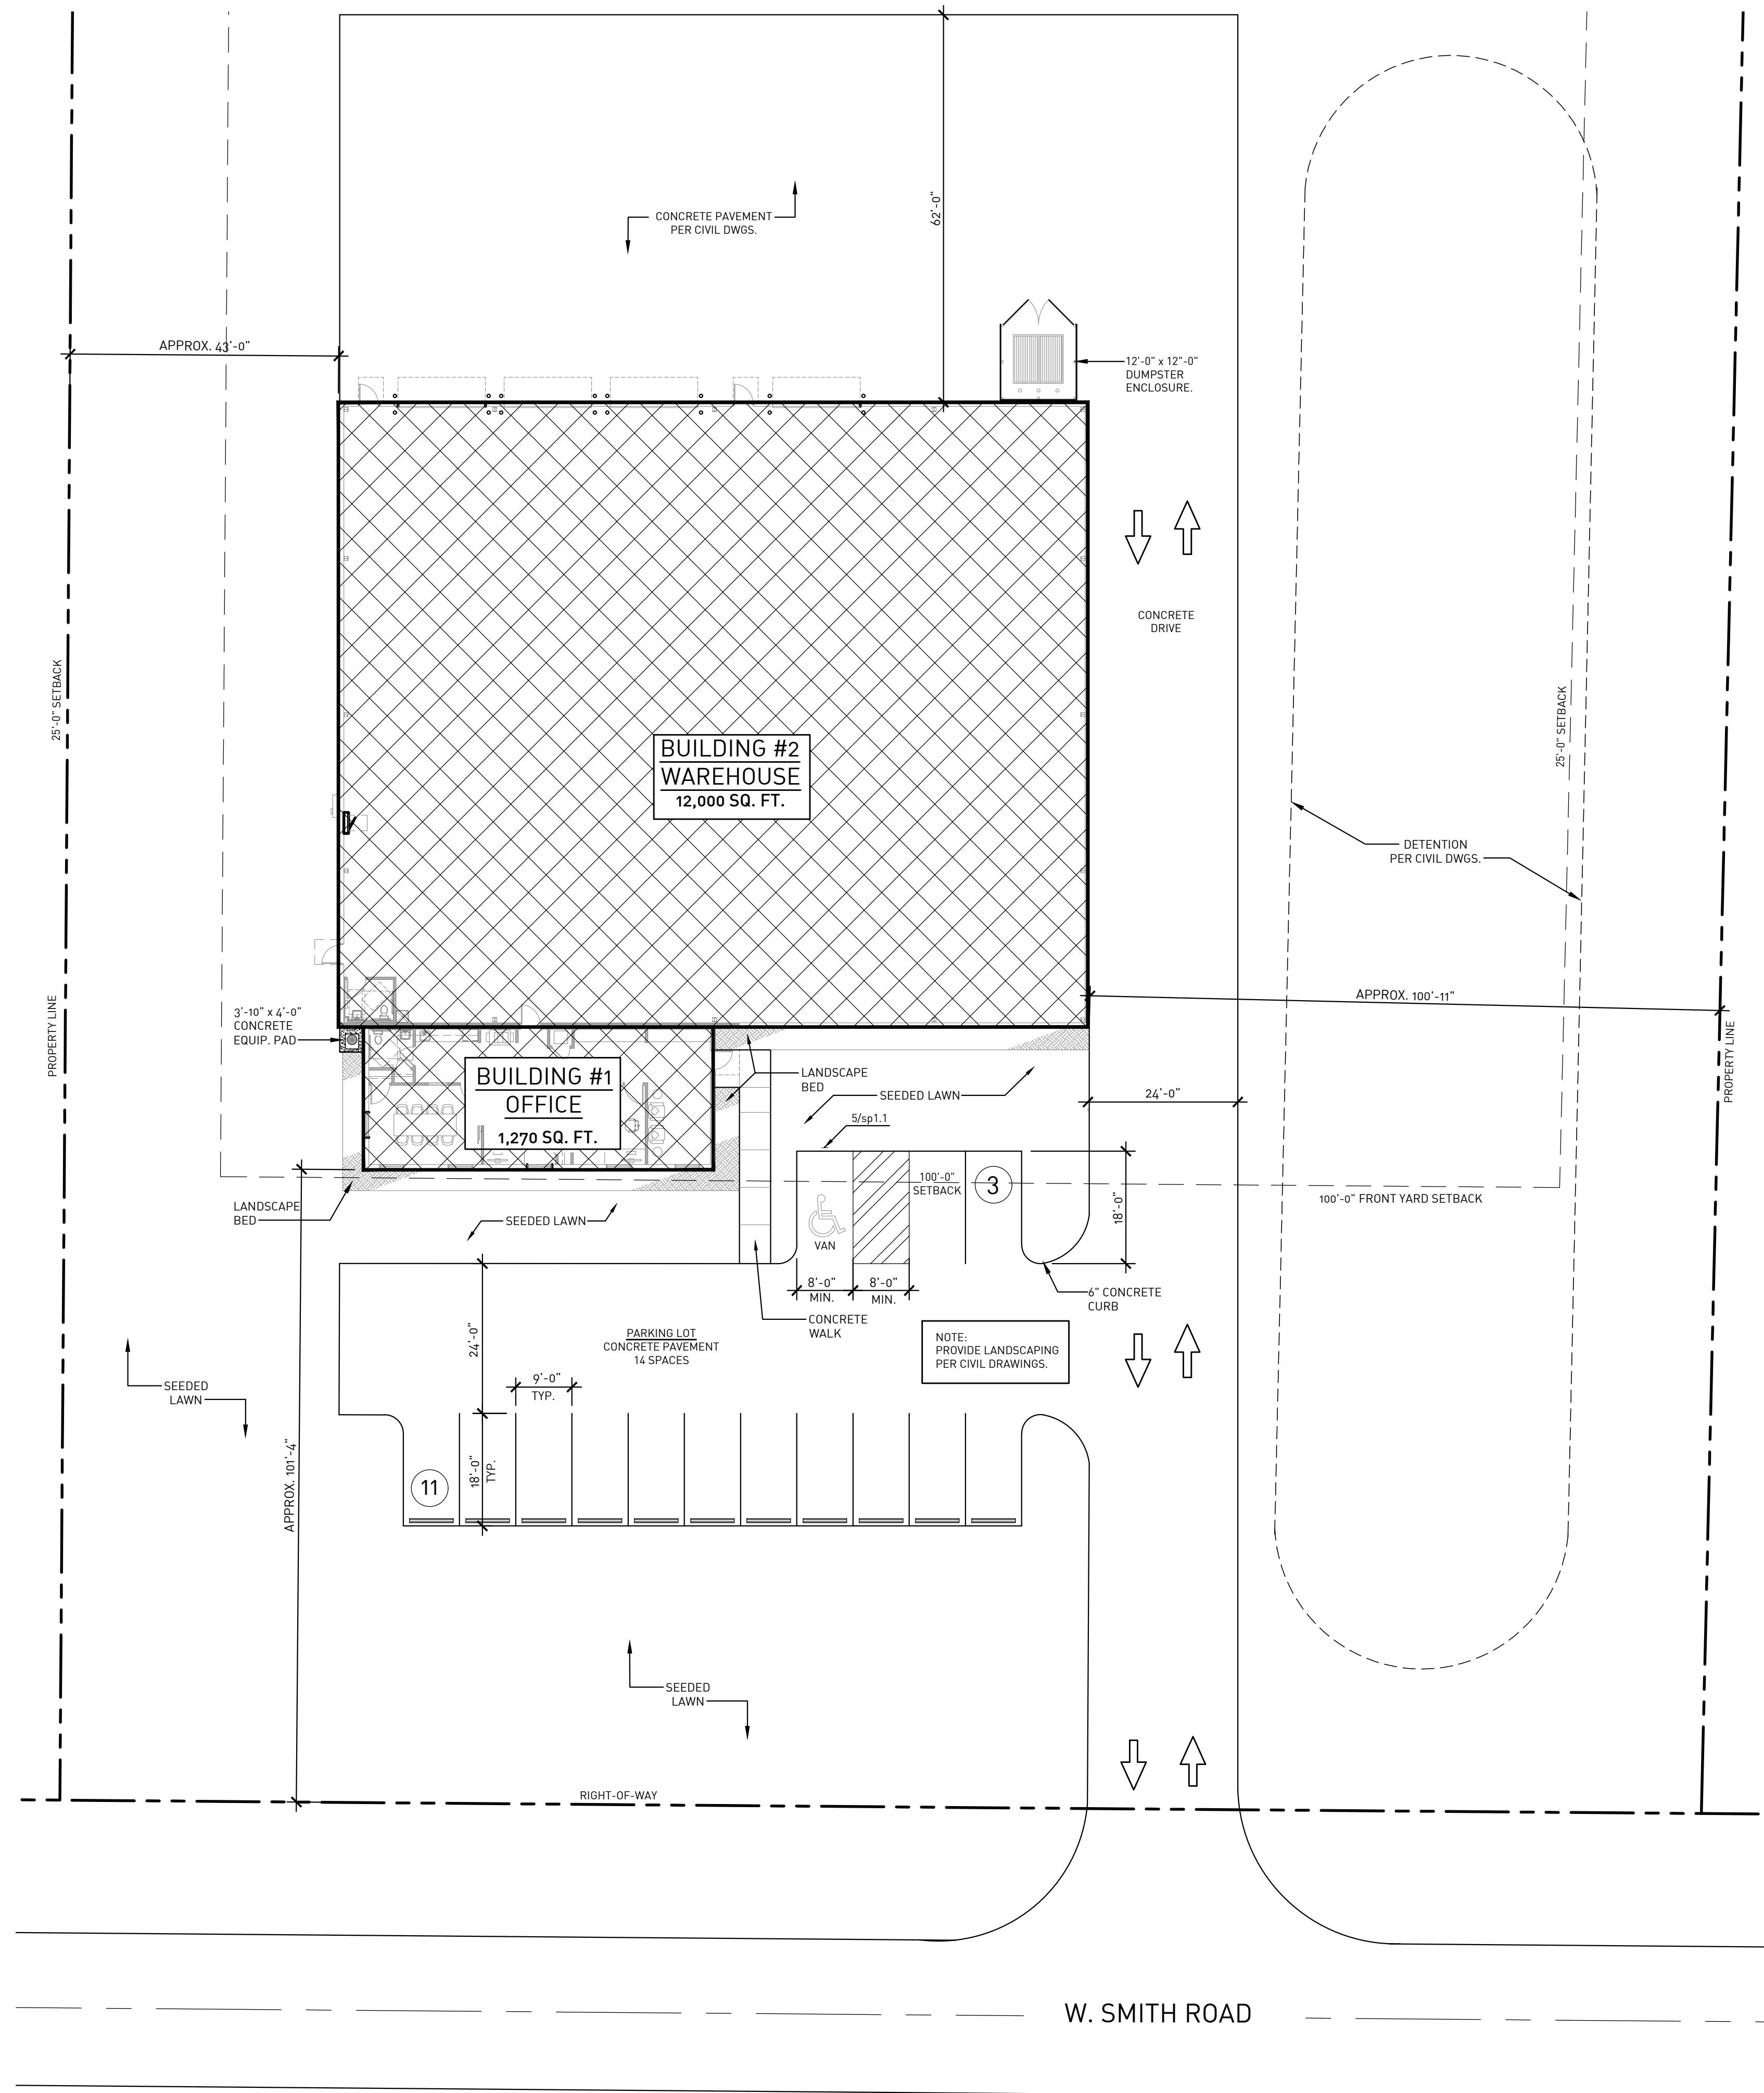 62'-0"
CONCRETE PAVEMENT
PER CIVIL DWGS.
APPROX. 43'-0"
12'-0" x 12"-0"
DUMPSTER
ENCLOSURE.
CONCRETE
DRIVE
25'-0" SETBACK
25'-0" SETBACK
BUILDING #2
WAREHOUSE
12,000 SQ. FT.
DETENTION
PER CIVIL DWGS.
APPROX. 100'-11"
PROPERTY LINE
PROPERTY LINE
3'-10" x 4'-0"
CONCRETE
EQUIP. PAD
BUILDING #1
OFFICE
1,270 SQ. FT.
LANDSCAPE
BED
SEEDED LAWN
24'-0"
5/sp1.1
100'-0"
SETBACK
3
18'-0"
100'-0" FRONT YARD SETBACK
LANDSCAPE
BED
SEEDED LAWN
VAN
8'-0"
MIN.
8'-0"
MIN.
6" CONCRETE
CURB
CONCRETE
WALK
24'-0"
PARKING LOT
CONCRETE PAVEMENT
14 SPACES
NOTE:
PROVIDE LANDSCAPING
PER CIVIL DRAWINGS.
9'-0"
TYP.
SEEDED
LAWN
APPROX. 101'-4"
11
18'-0"
TYP.
SEEDED
LAWN
RIGHT-OF-WAY
W. SMITH ROAD